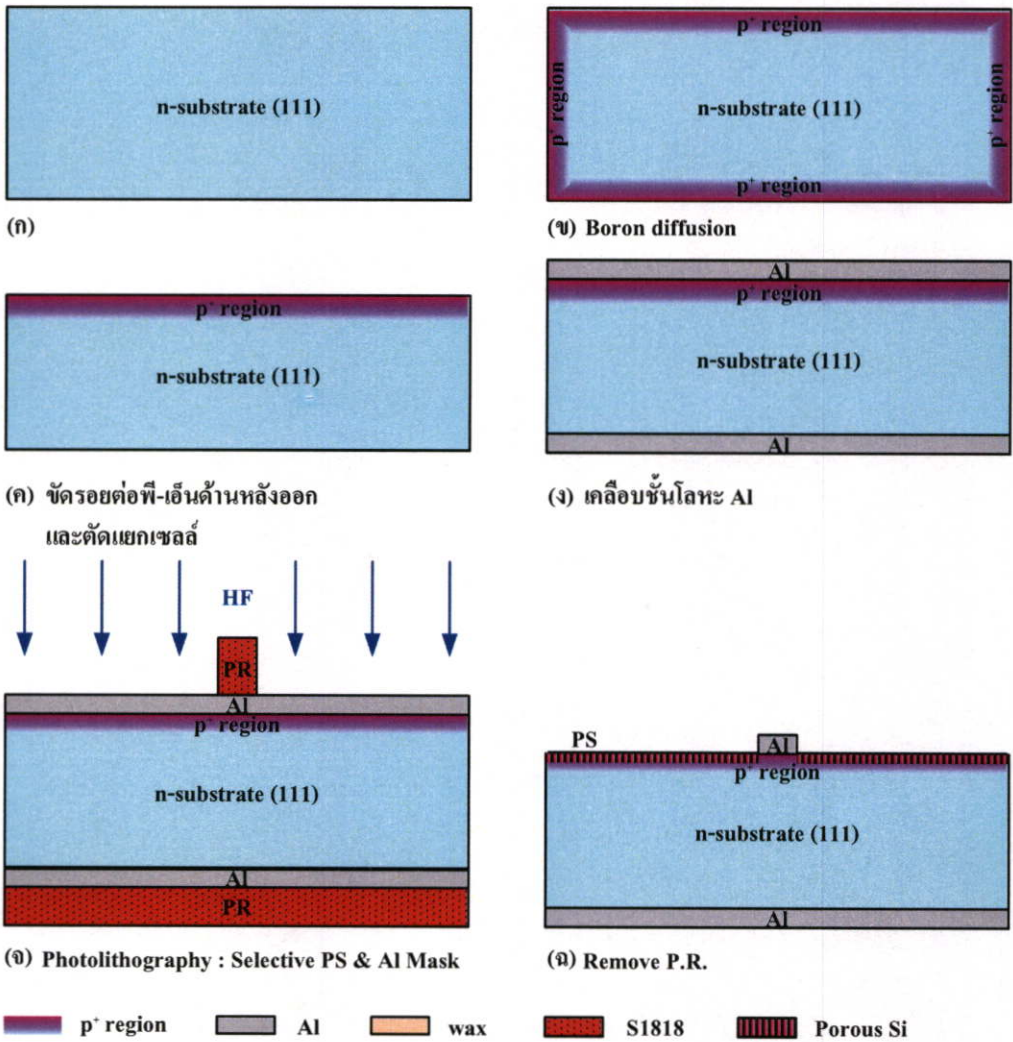 n-substrate (111)
(ก)
p⁺ region
p⁺ region
n-substrate (111)
p⁺ region
p⁺ region
(ข) Boron diffusion
p⁺ region
n-substrate (111)
(ค) ขัดรอยต่อพี-เอ็นด้านหลังออก
และตัดแยกเซลล์
Al
p⁺ region
n-substrate (111)
Al
(ง) เคลือบชั้นโลหะ Al
HF
PR
Al
p⁺ region
n-substrate (111)
Al
PR
(จ) Photolithography : Selective PS & Al Mask
PS
Al
p⁺ region
n-substrate (111)
Al
(ฉ) Remove P.R.
p⁺ region
Al
wax
S1818
Porous Si